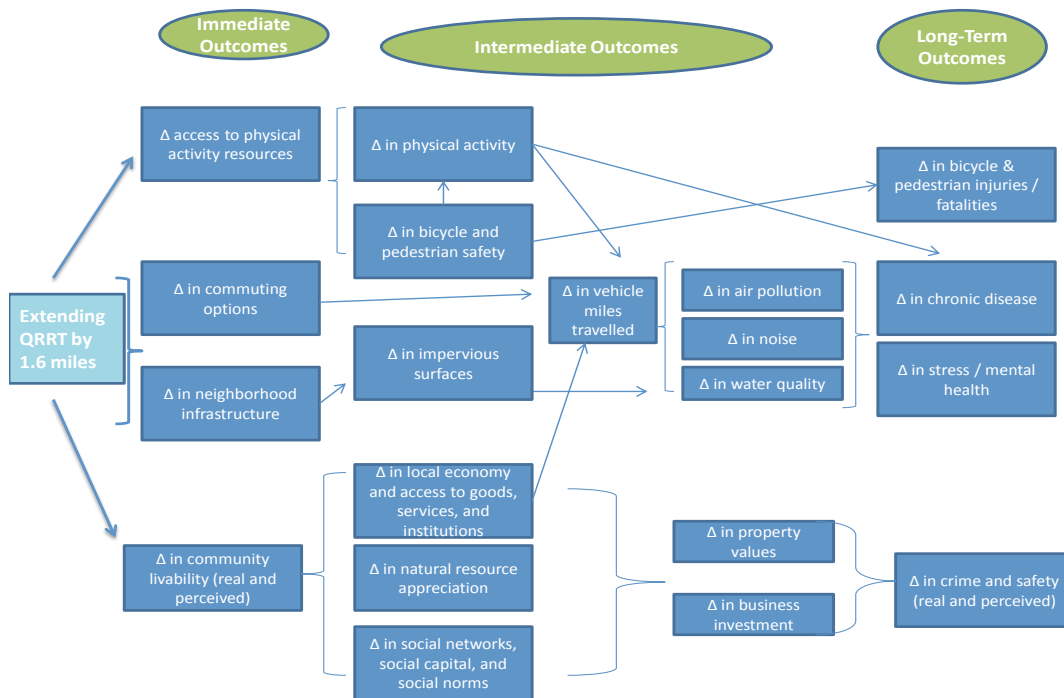 Immediate
Outcomes
Intermediate Outcomes
Long-Term
Outcomes
Δ access to physical
activity resources
Δ in physical activity
Δ in bicycle &
pedestrian injuries /
fatalities
Δ in bicycle and
pedestrian safety
Δ in commuting
options
Δ in vehicle
miles
travelled
Δ in air pollution
Δ in chronic disease
Extending
QRRT by
1.6 miles
Δ in noise
Δ in impervious
surfaces
Δ in neighborhood
infrastructure
Δ in water quality
Δ in stress / mental
health
Δ in local economy
and access to goods,
services, and
institutions
Δ in community
livability (real and
perceived)
Δ in natural resource
appreciation
Δ in property
values
Δ in crime and safety
(real and perceived)
Δ in business
investment
Δ in social networks,
social capital, and
social norms